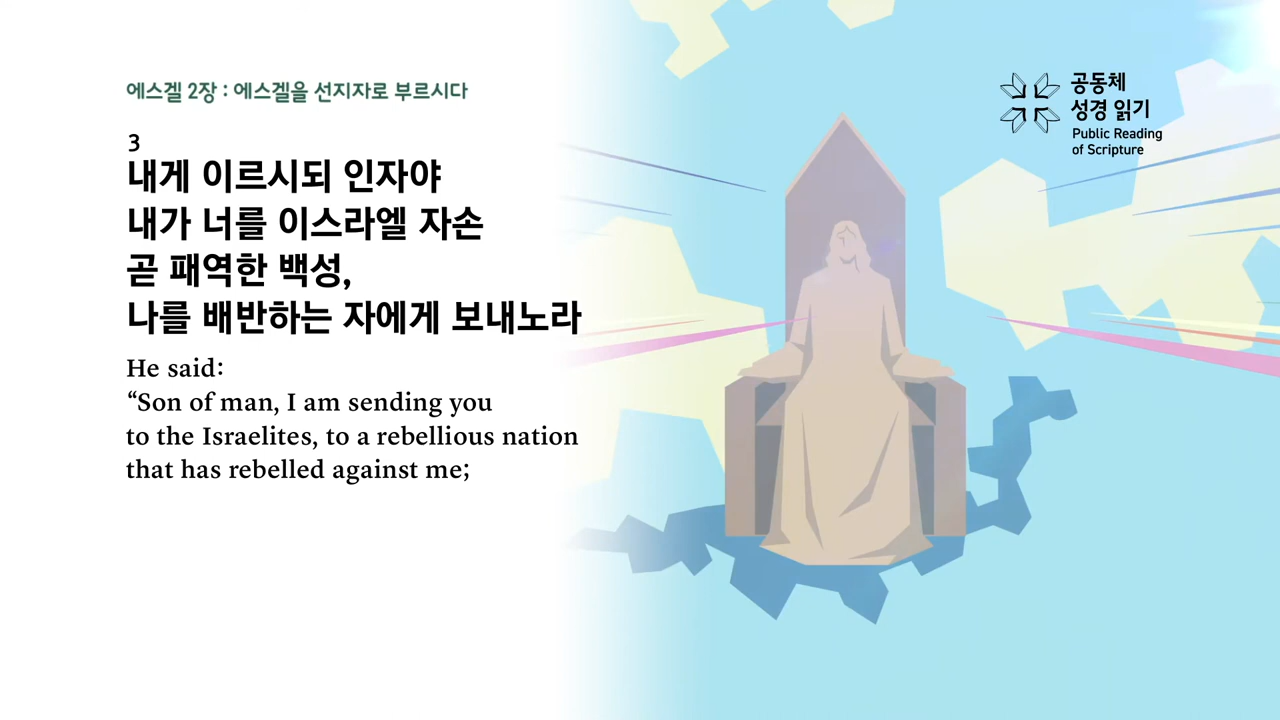 에스겔 2장 : 에스겔을 선지자로 부르시다
3
내게 이르시되 인자야
내가 너를 이스라엘 자손
곧 패역한 백성,
나를 배반하는 자에게 보내노라
He said:
“Son of man, I am sending you
to the Israelites, to a rebellious nation
that has rebelled against me;
공동체
성경 읽기
Public Reading
of Scripture